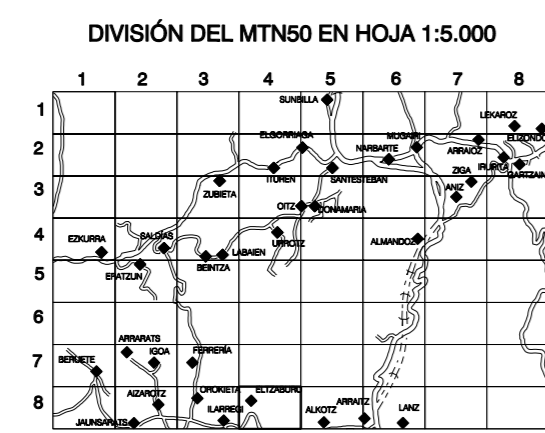 DIVISIÓN DEL MTN50 EN HOJA 1:5.000
1 2 3 4 5 6 7 8
1
SUNBILLA
LEKAROZ
2
ELGORRIAGA
NARBARTE
MUGAIRI
ARRAIOZ
ELIZONDO
IRURITA
GARTZAIN
ITUREN
SANTESTEBAN
ZIGA
3
ZUBIETA
ANIZ
OITZ
DONAMARIA
4
EZKURRA
SALDIAS
LABAIEN
URROTZ
ALMANDOZ
BEINTZA
5
ERATZUN
6
ARRARATS
7
BERUETE
IGOA
FERRERÍA
8
AIZAROTZ
OROKIETA
ELTZABURU
JAUNSARATS
ILARREGI
ALKOTZ
ARRAITZ
LANZ